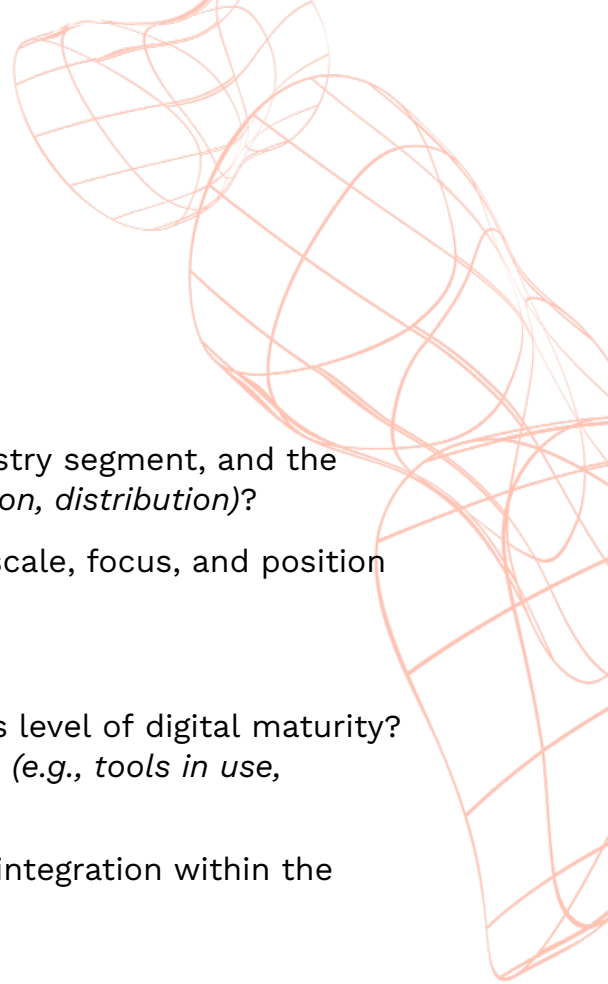 stry segment, and the
on, distribution)?
scale, focus, and position
s level of digital maturity?
(e.g., tools in use,
integration within the